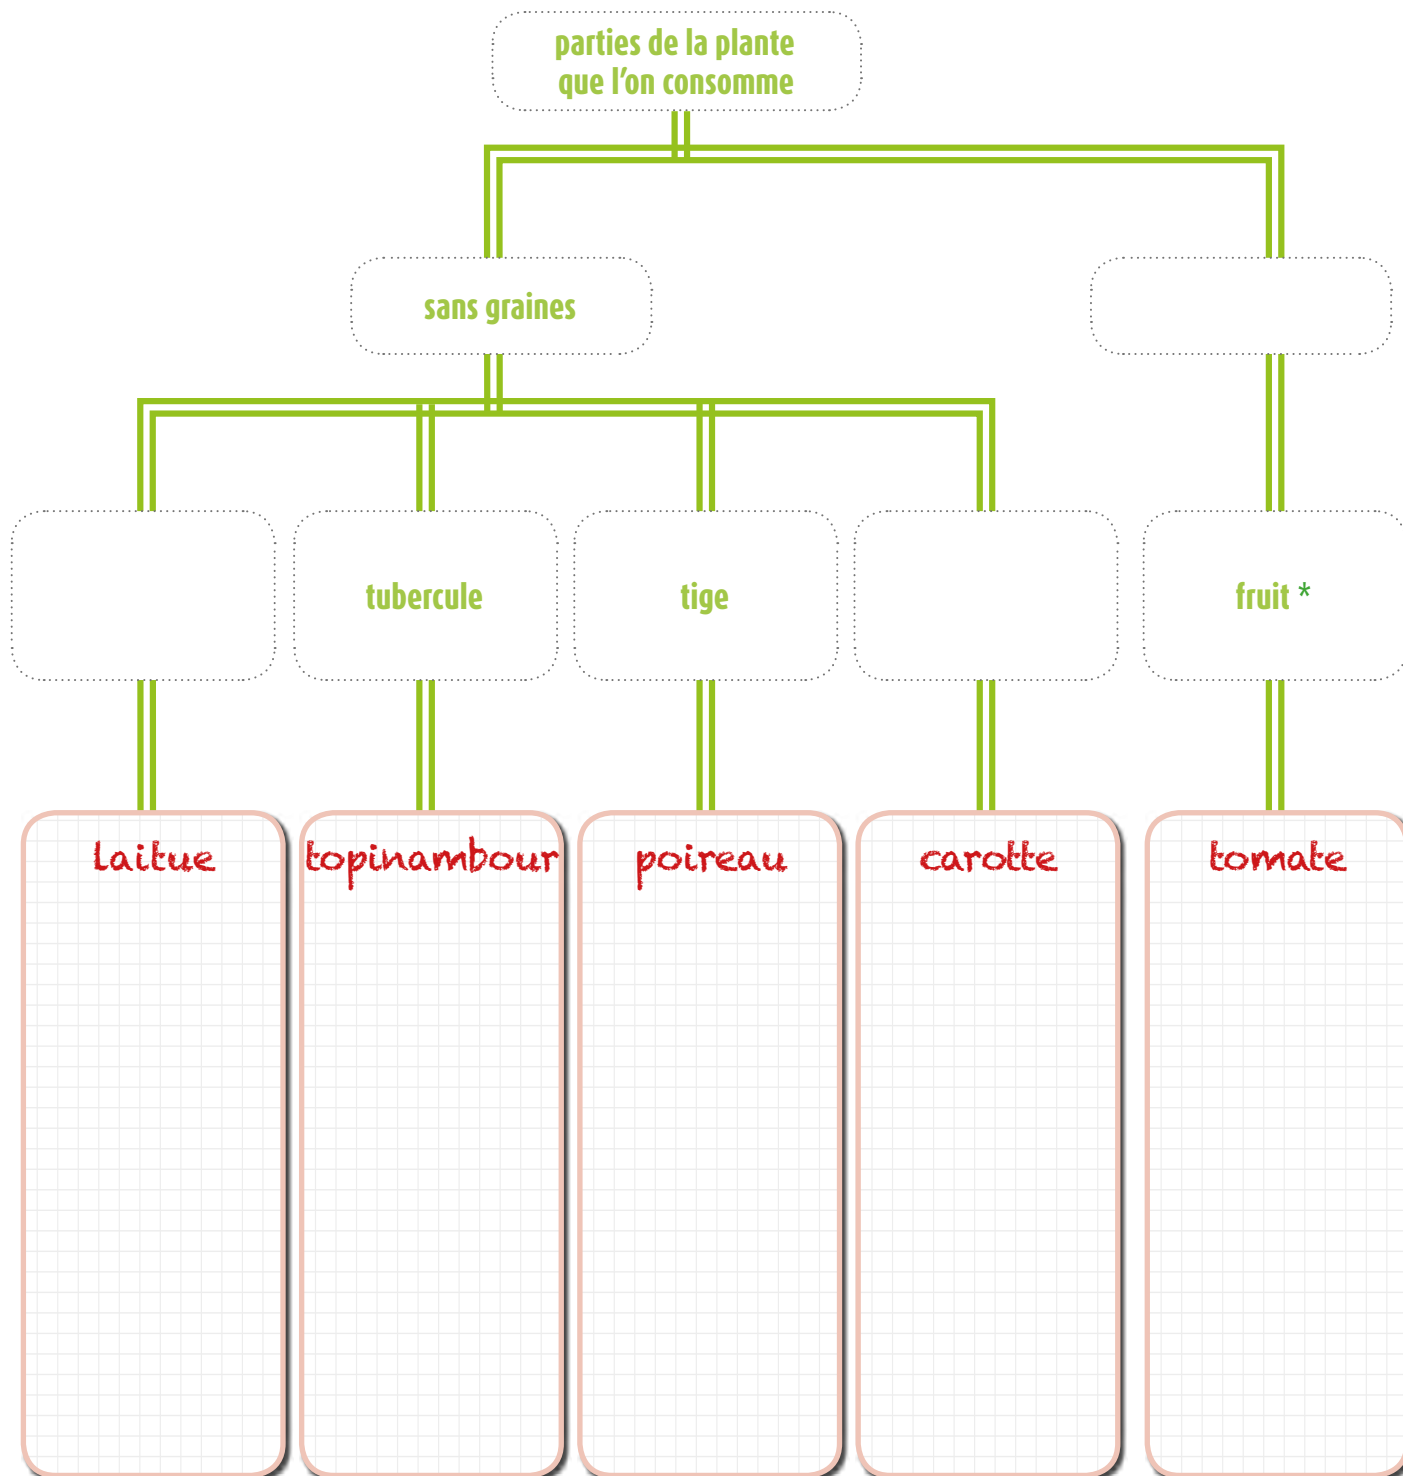 parties de la plante
que l'on consomme
sans graines
tubercule
tige
fruit *
laitue
topinambour
poireau
carotte
tomate